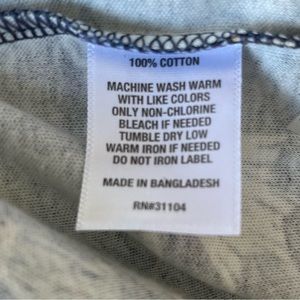 100% COTTON
MACHINE WASH WARM
WITH LIKE COLORS
ONLY NON-CHLORINE
BLEACH IF NEEDED
TUMBLE DRY LOW
WARM IRON IF NEEDED
DO NOT IRON LABEL
MADE IN BANGLADESH
RN#31104